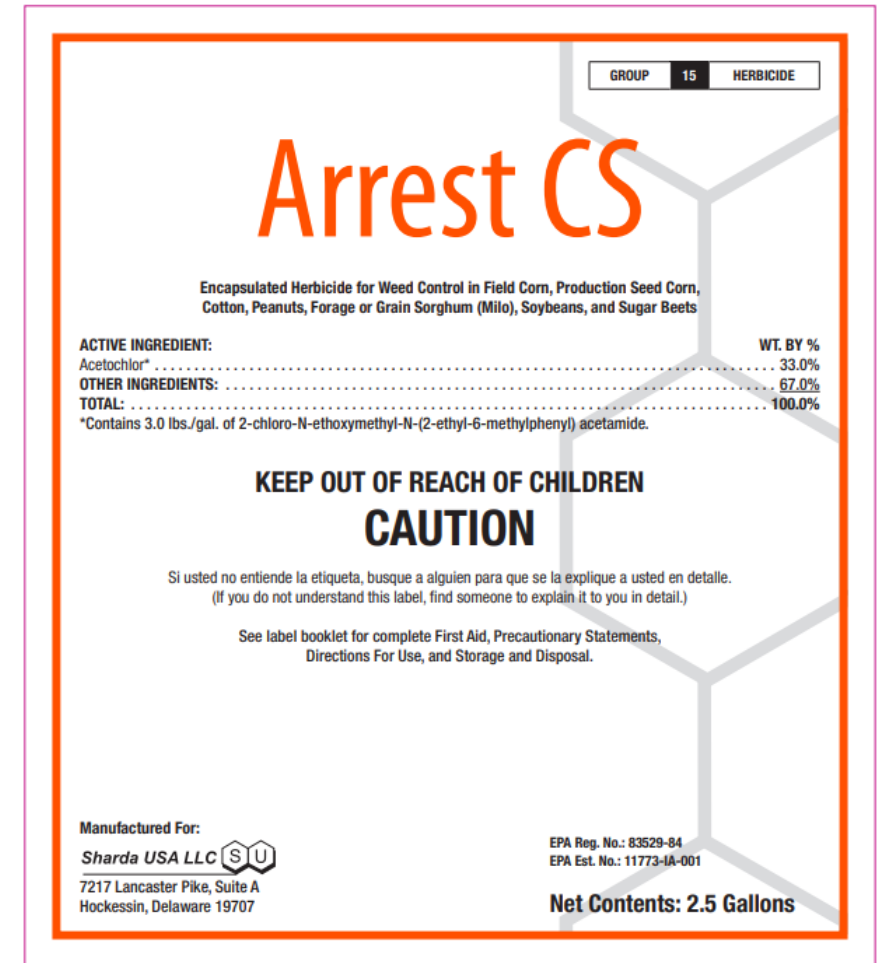 GROUP 15 HERBICIDE
Arrest CS
Encapsulated Herbicide for Weed Control in Field Corn, Production Seed Corn,
Cotton, Peanuts, Forage or Grain Sorghum (Milo), Soybeans, and Sugar Beets
ACTIVE INGREDIENT: WT. BY %
Acetochlor* . . . . . . . . . . . . . . . . . . . . 33.0%
OTHER INGREDIENTS: . . . . . . . . . . . . . . . . . . . . 67.0%
TOTAL: . . . . . . . . . . . . . . . . . . . . 100.0%
*Contains 3.0 lbs./gal. of 2-chloro-N-ethoxymethyl-N-(2-ethyl-6-methylphenyl) acetamide.
KEEP OUT OF REACH OF CHILDREN
CAUTION
Si usted no entiende la etiqueta, busque a alguien para que se la explique a usted en detalle.
(If you do not understand this label, find someone to explain it to you in detail.)
See label booklet for complete First Aid, Precautionary Statements,
Directions For Use, and Storage and Disposal.
Manufactured For:
Sharda USA LLC SU
7217 Lancaster Pike, Suite A
Hockessin, Delaware 19707
EPA Reg. No.: 83529-84
EPA Est. No.: 11773-IA-001
Net Contents: 2.5 Gallons